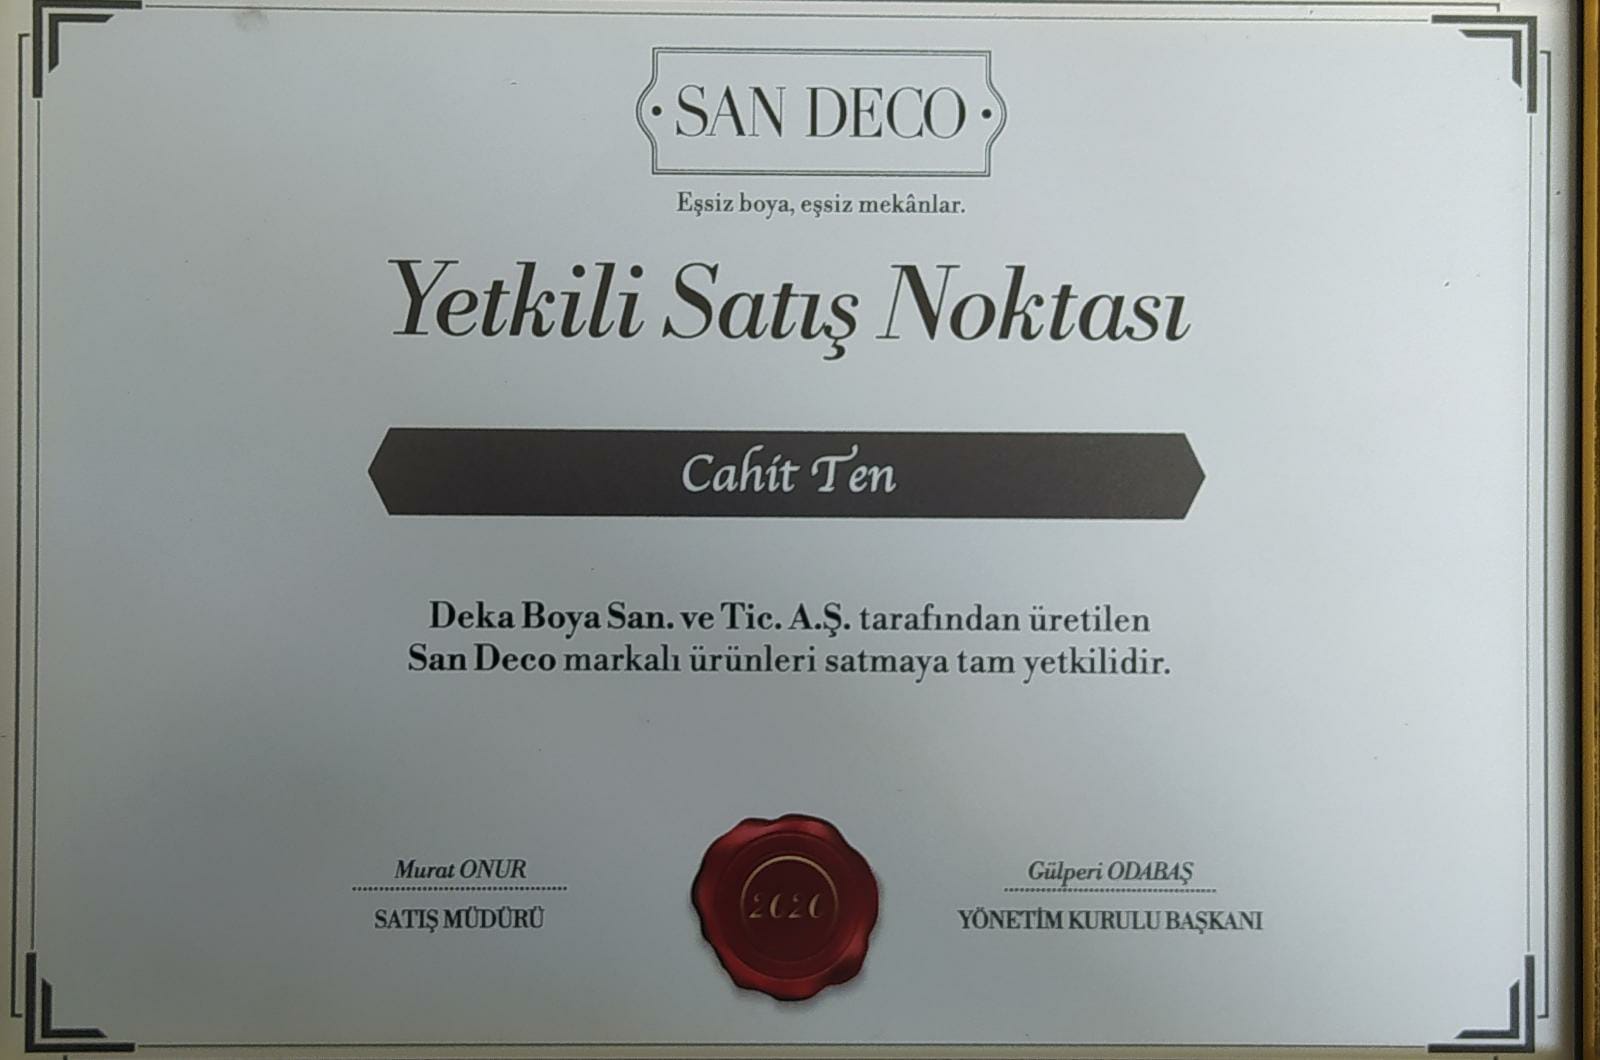 SAN DECO
Eşsiz boya, eşsiz mekânlar.
Yetkili Satış Noktası
Cahit Ten
Deka Boya San. ve Tic. A.Ş. tarafından üretilen
San Deco markalı ürünleri satmaya tam yetkilidir.
Murat ONUR
SATIŞ MÜDÜRÜ
2020
Gülperi ODABAŞ
YÖNETİM KURULU BAŞKANI